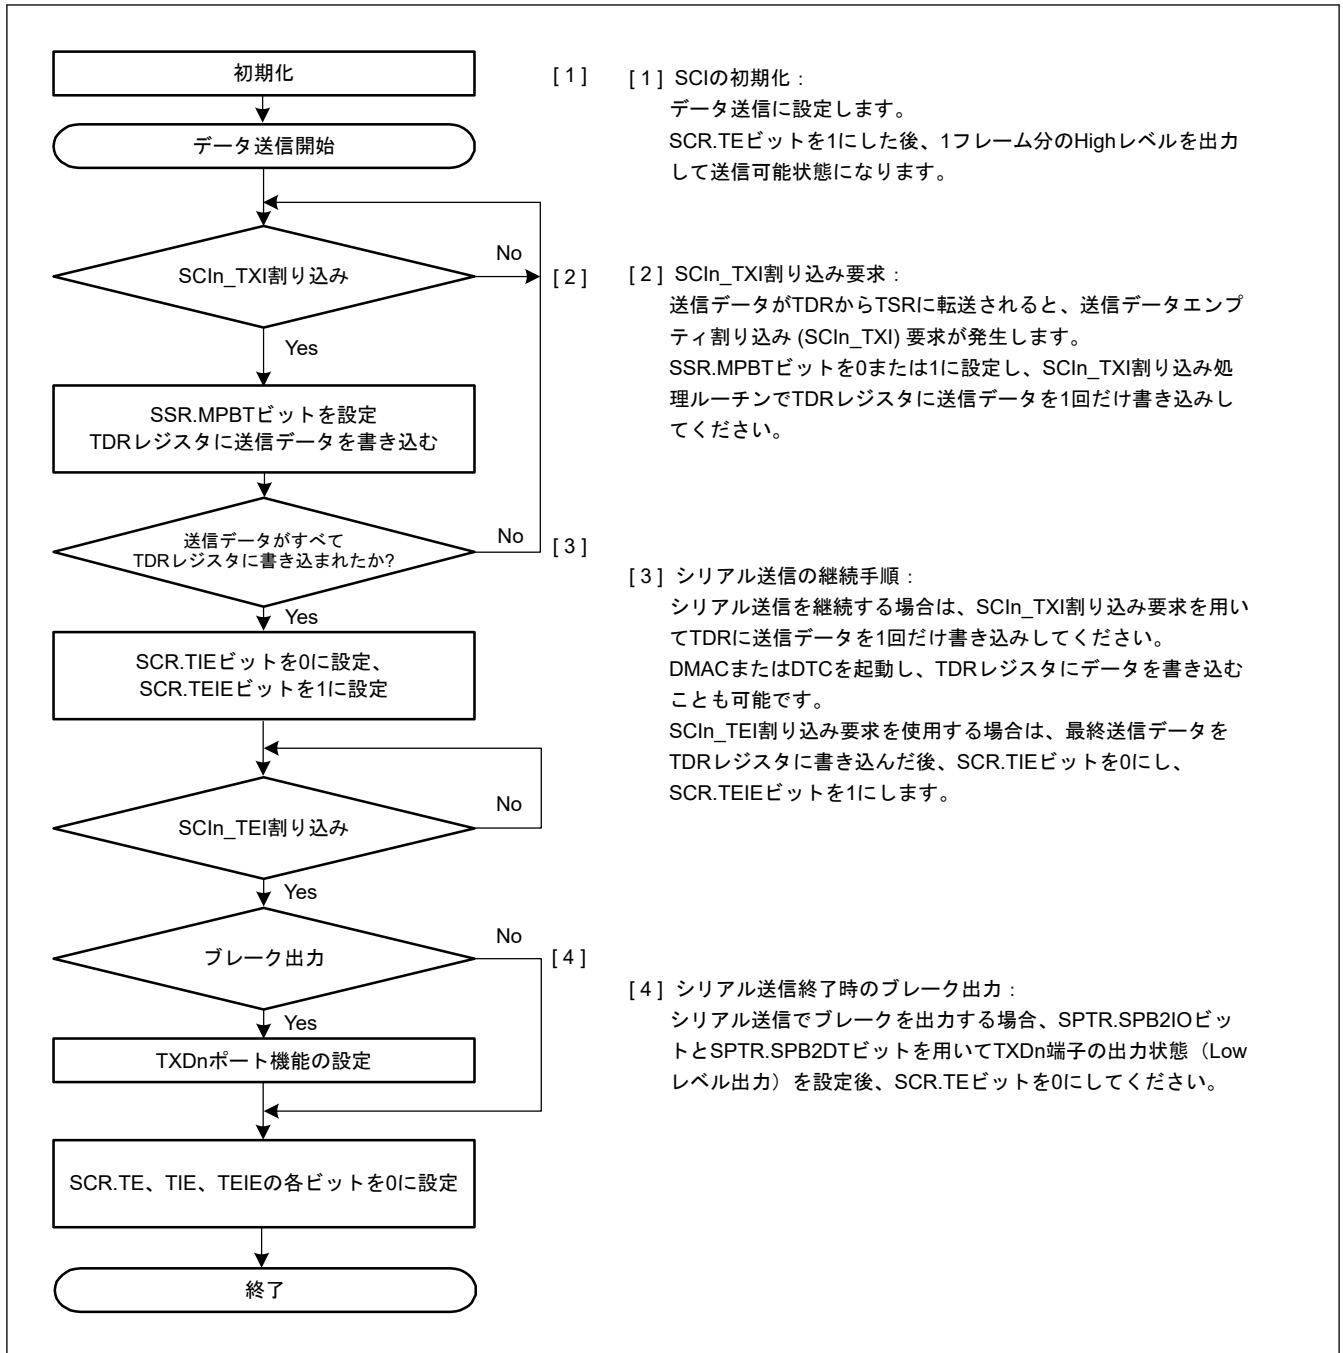 初期化
[ 1 ]
データ送信開始
SCIn_TXI割り込み
No
[ 2 ]
Yes
SSR.MPBTビットを設定
TDRレジスタに送信データを書き込む
送信データがすべて
TDRレジスタに書き込まれたか?
No
[ 3 ]
Yes
SCR.TIEビットを0に設定、
SCR.TEIEビットを1に設定
SCIn_TEI割り込み
No
Yes
ブレーク出力
No
[ 4 ]
Yes
TXDnポート機能の設定
SCR.TE、TIE、TEIEの各ビットを0に設定
終了
[ 1 ] SCIの初期化：
データ送信に設定します。
SCR.TEビットを1にした後、1フレーム分のHighレベルを出力
して送信可能状態になります。
[ 2 ] SCIn_TXI割り込み要求：
送信データがTDRからTSRに転送されると、送信データエンプ
ティ割り込み (SCIn_TXI) 要求が発生します。
SSR.MPBTビットを0または1に設定し、SCIn_TXI割り込み処
理ルーチンでTDRレジスタに送信データを1回だけ書き込みし
てください。
[ 3 ] シリアル送信の継続手順：
シリアル送信を継続する場合は、SCIn_TXI割り込み要求を用い
てTDRに送信データを1回だけ書き込みしてください。
DMACまたはDTCを起動し、TDRレジスタにデータを書き込む
ことも可能です。
SCIn_TEI割り込み要求を使用する場合は、最終送信データを
TDRレジスタに書き込んだ後、SCR.TIEビットを0にし、
SCR.TEIEビットを1にします。
[ 4 ] シリアル送信終了時のブレーク出力：
シリアル送信でブレークを出力する場合、SPTR.SPB2IOビッ
トとSPTR.SPB2DTビットを用いてTXDn端子の出力状態（Low
レベル出力）を設定後、SCR.TEビットを0にしてください。